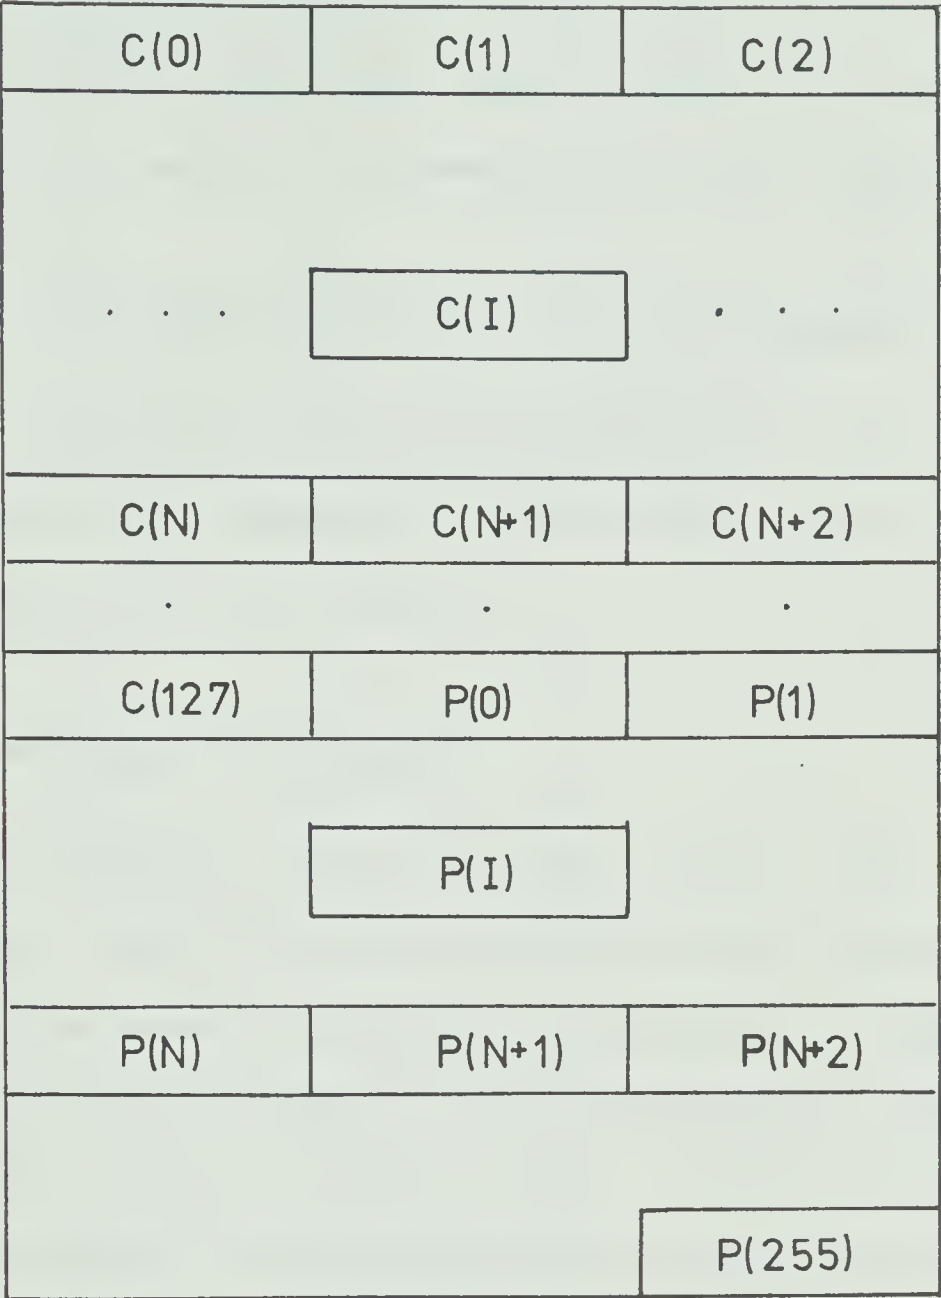 C(0) C(1) C(2)
. . . C(I) . . .
C(N) C(N+1) C(N+2)
. . .
C(127) P(0) P(1)
P(I)
P(N) P(N+1) P(N+2)
P(255)